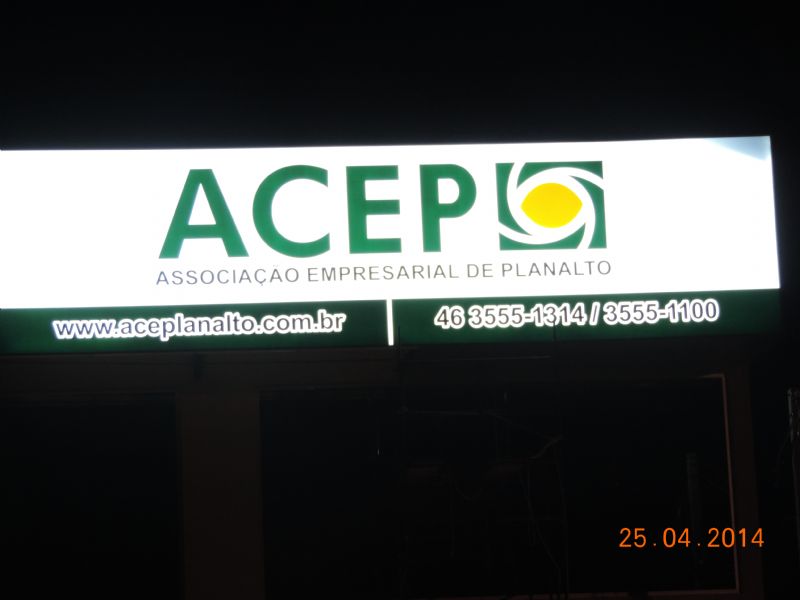 ACEP
ASSOCIAÇÃO EMPRESARIAL DE PLANALTO
www.aceplanalto.com.br
46 3555-1314 / 3555-1100
25.04.2014